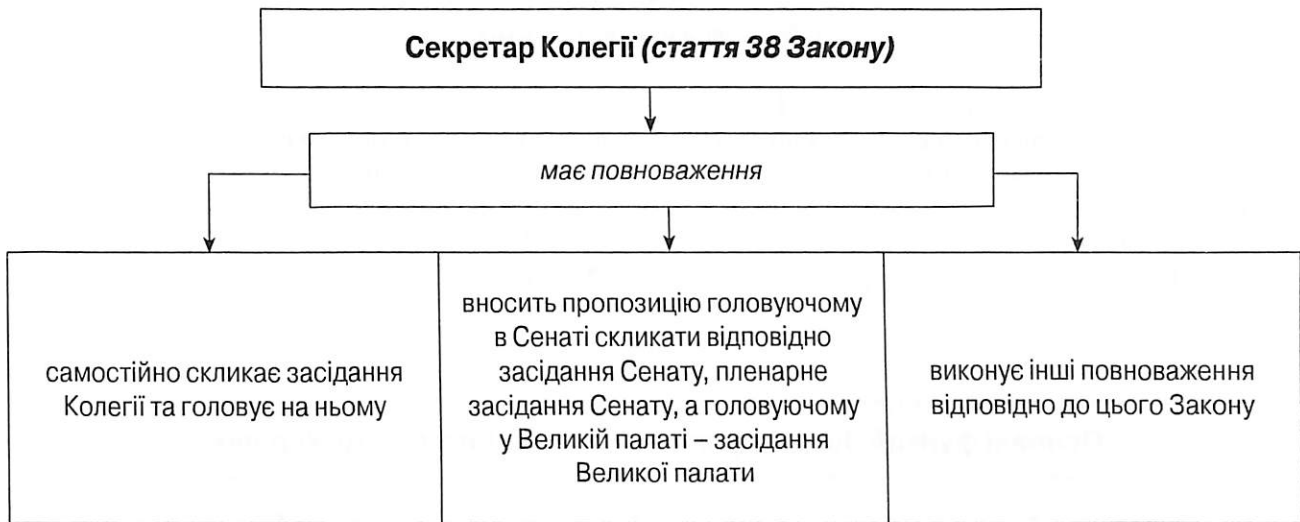 Секретар Колегії (стаття 38 Закону)
має повноваження
самостійно скликає засідання
Колегії та головує на ньому
вносить пропозицію головуючому
в Сенаті скликати відповідно
засідання Сенату, пленарне
засідання Сенату, а головуючому
у Великій палаті – засідання
Великої палати
виконує інші повноваження
відповідно до цього Закону